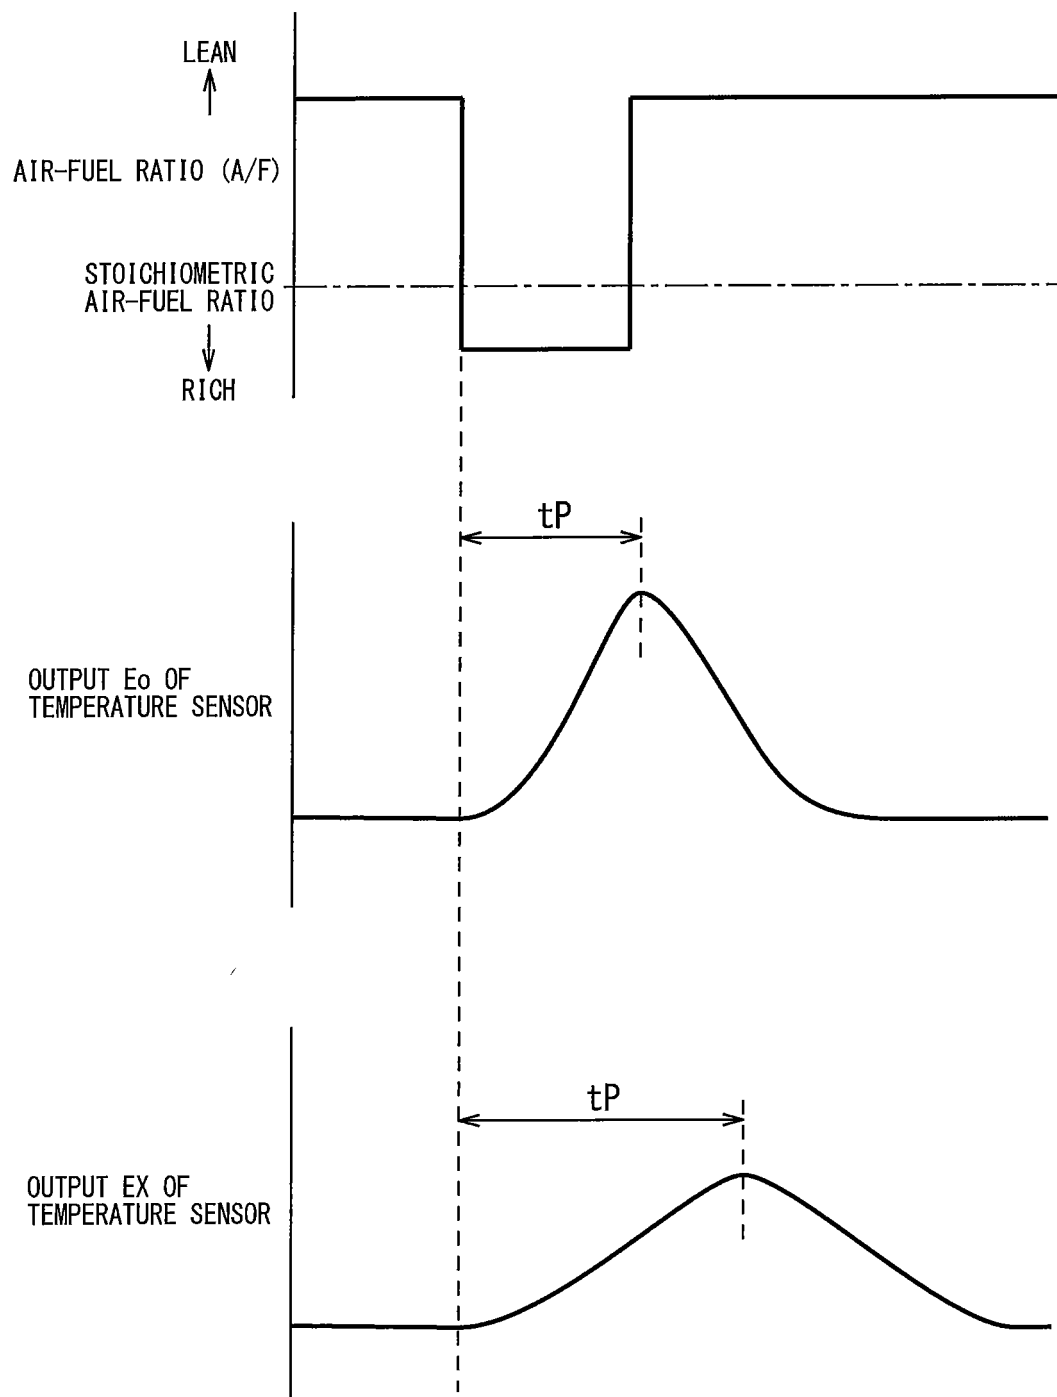 LEAN
AIR-FUEL RATIO (A/F)
STOICHIOMETRIC
AIR-FUEL RATIO
RICH
tP
OUTPUT Eo OF
TEMPERATURE SENSOR
tP
OUTPUT EX OF
TEMPERATURE SENSOR